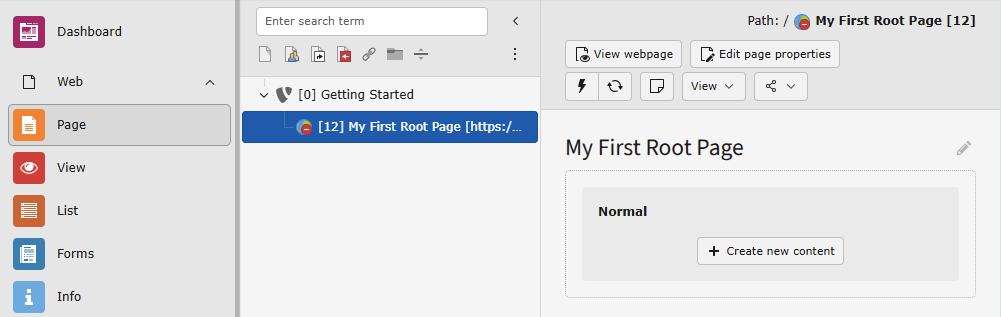 Dashboard
Web
Page
View
List
Forms
Info
Enter search term
[0] Getting Started
[12] My First Root Page [https:/...
Path: / My First Root Page [12]
View webpage
Edit page properties
View
My First Root Page
Normal
+ Create new content